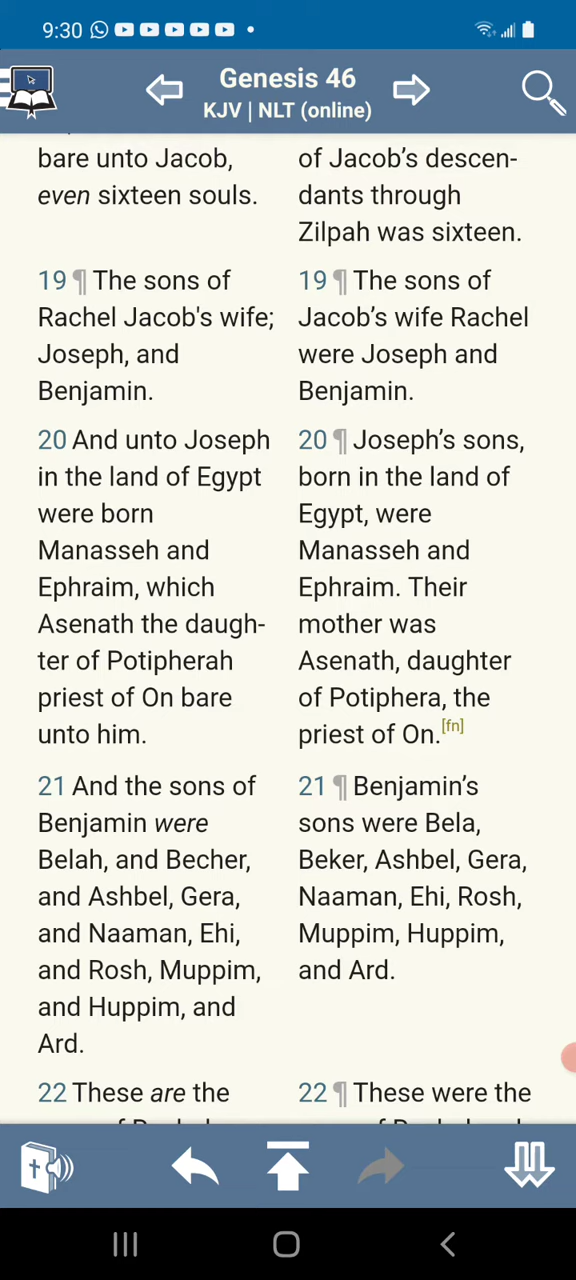 9:30
Genesis 46
KJV | NLT (online)
bare unto Jacob,
even sixteen souls.
19 ¶ The sons of
Rachel Jacob's wife;
Joseph, and
Benjamin.
20 And unto Joseph
in the land of Egypt
were born
Manasseh and
Ephraim, which
Asenath the daugh-
ter of Potipherah
priest of On bare
unto him.
21 And the sons of
Benjamin were
Belah, and Becher,
and Ashbel, Gera,
and Naaman, Ehi,
and Rosh, Muppim,
and Huppim, and
Ard.
22 These are the
of Jacob’s descen-
dants through
Zilpah was sixteen.
19 ¶ The sons of
Jacob’s wife Rachel
were Joseph and
Benjamin.
20 ¶ Joseph’s sons,
born in the land of
Egypt, were
Manasseh and
Ephraim. Their
mother was
Asenath, daughter
of Potiphera, the
priest of On.[fn]
21 ¶ Benjamin’s
sons were Bela,
Beker, Ashbel, Gera,
Naaman, Ehi, Rosh,
Muppim, Huppim,
and Ard.
22 ¶ These were the